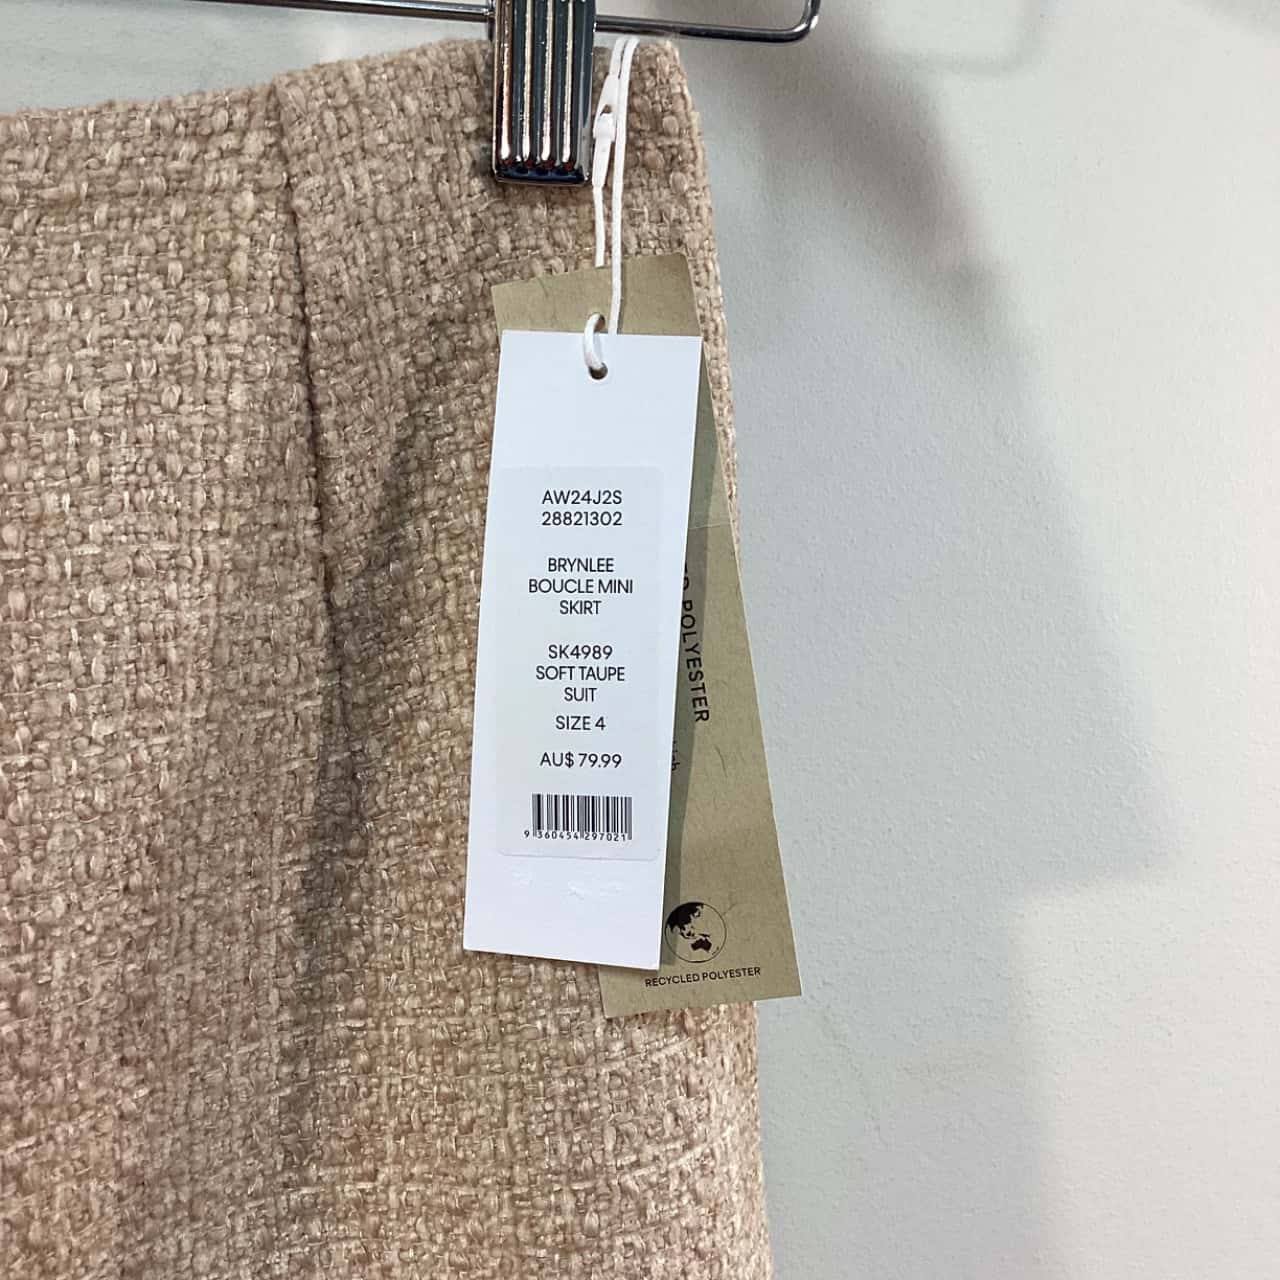 AW24J2S
28821302
BRYNLEE
BOUCLE MINI
SKIRT
SK4989
SOFT TAUPE
SUIT
SIZE 4
AU$ 79.99
9 360454 297021
POLYESTER
RECYCLED POLYESTER